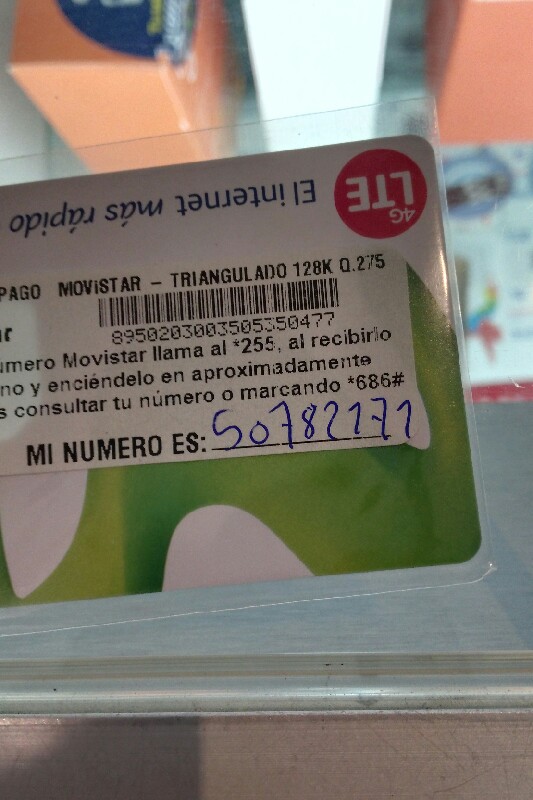 4G
LTE
El internet más rápido
PAGO MOVISTAR - TRIANGULADO 128K Q.275
8950203003505350477
umero Movistar llama al *255, al recibirlo
no y enciéndelo en aproximadamente
s consultar tu número o marcando *686#
MI NUMERO ES: 50782171